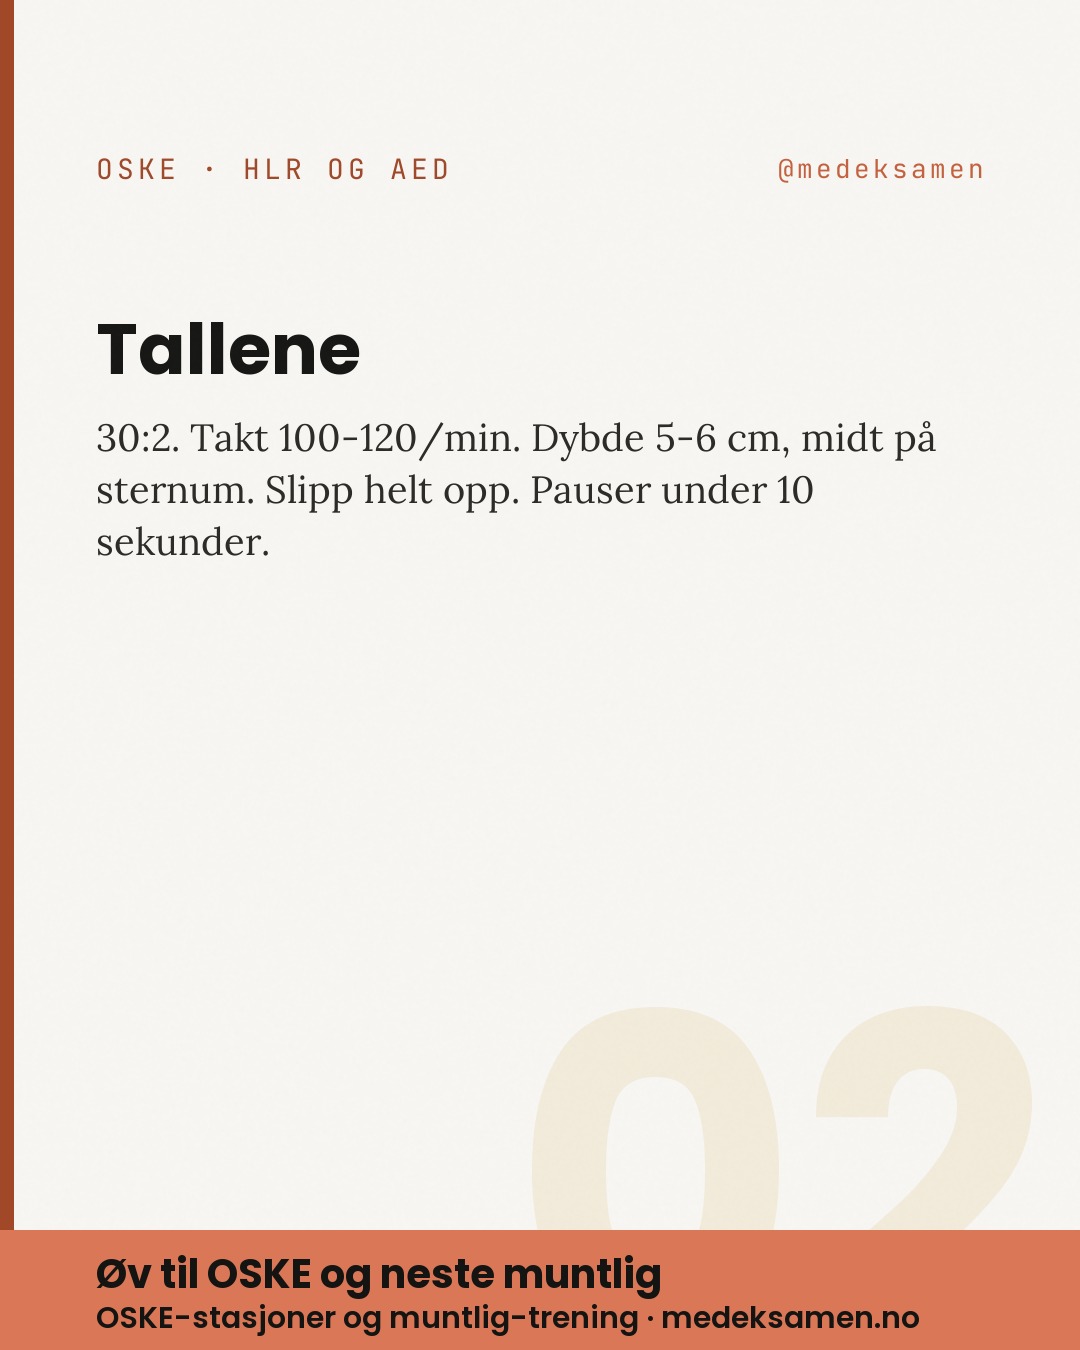 OSKE · HLR OG AED
@medeksamen
Tallene
30:2. Takt 100-120/min. Dybde 5-6 cm, midt på
sternum. Slipp helt opp. Pauser under 10
sekunder.
02
Øv til OSKE og neste muntlig
OSKE-stasjoner og muntlig-trening · medeksamen.no